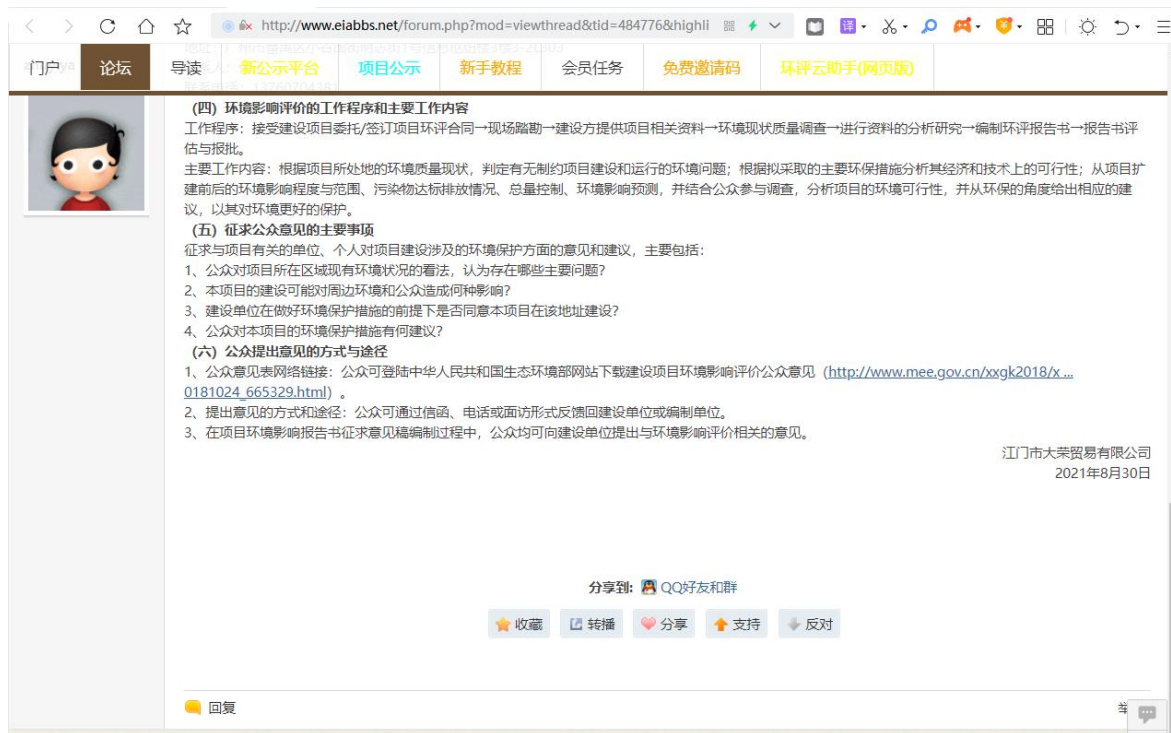 http://www.eiabbs.net/forum.php?mod=viewthread&tid=484776&highli
译
门户
论坛
导读
新公示平台
项目公示
新手教程
会员任务
免费邀请码
环评云助手(网页版)
(四)环境影响评价的工作程序和主要工作内容
工作程序:接受建设项目委托/签订项目环评合同→现场踏勘→建设方提供项目相关资料→环境现状质量调查→进行资料的分析研究→编制环评报告书→报告书评
估与报批。
主要工作内容:根据项目所处地的环境质量现状,判定有无制约项目建设和运行的环境问题;根据拟采取的主要环保措施分析其经济和技术上的可行性;从项目扩
建前后的环境影响程度与范围、污染物达标排放情况、总量控制、环境影响预测,并结合公众参与调查,分析项目的环境可行性,并从环保的角度给出相应的建
议,以其对环境更好的保护。
(五)征求公众意见的主要事项
征求与项目有关的单位、个人对项目建设涉及的环境保护方面的意见和建议,主要包括:
1、公众对项目所在区域现有环境状况的看法,认为存在哪些主要问题?
2、本项目的建设可能对周边环境和公众造成何种影响?
3、建设单位在做好环境保护措施的前提下是否同意本项目在该地址建设?
4、公众对本项目的环境保护措施有何建议?
(六)公众提出意见的方式与途径
1、公众意见表网络链接:公众可登陆中华人民共和国生态环境部网站下载建设项目环境影响评价公众意见(http://www.mee.gov.cn/xxgk2018/x ...
0181024_665329.html)。
2、提出意见的方式和途径:公众可通过信函、电话或面访形式反馈回建设单位或编制单位。
3、在项目环境影响报告书征求意见稿编制过程中,公众均可向建设单位提出与环境影响评价相关的意见。
江门市大荣贸易有限公司
2021年8月30日
分享到: QQ好友和群
收藏 转播 分享 支持 反对
回复